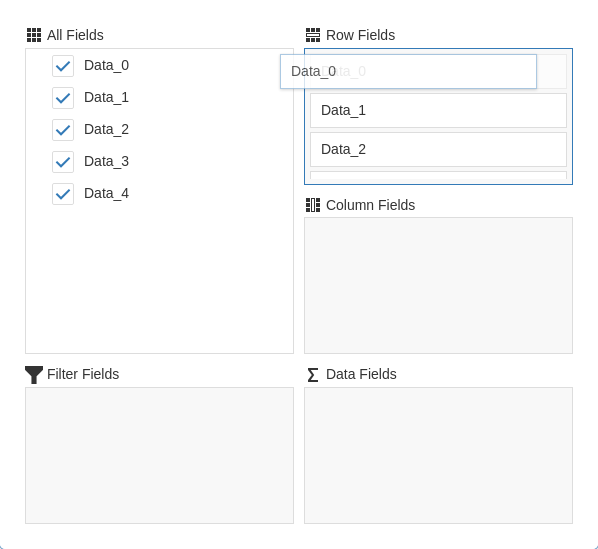 All Fields
Data_0
Data_1
Data_2
Data_3
Data_4
Row Fields
Data_0
Data_0
Data_1
Data_2
Column Fields
Filter Fields
Data Fields